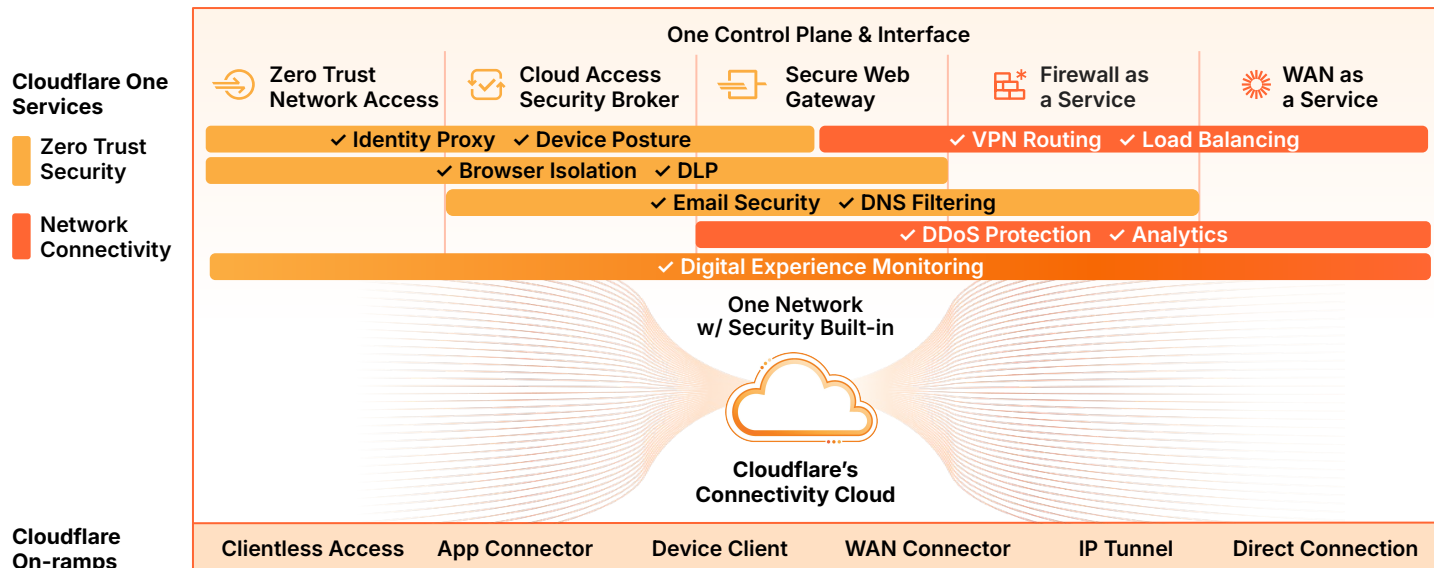 One Control Plane & Interface
Cloudflare One
Services
Zero Trust
Security
Network
Connectivity
Zero Trust
Network Access
Cloud Access
Security Broker
Secure Web
Gateway
Firewall as
a Service
WAN as
a Service
✓ Identity Proxy ✓ Device Posture
✓ VPN Routing ✓ Load Balancing
✓ Browser Isolation ✓ DLP
✓ Email Security ✓ DNS Filtering
✓ DDoS Protection ✓ Analytics
✓ Digital Experience Monitoring
One Network
w/ Security Built-in
Cloudflare’s
Connectivity Cloud
Cloudflare
On-ramps
Clientless Access
App Connector
Device Client
WAN Connector
IP Tunnel
Direct Connection